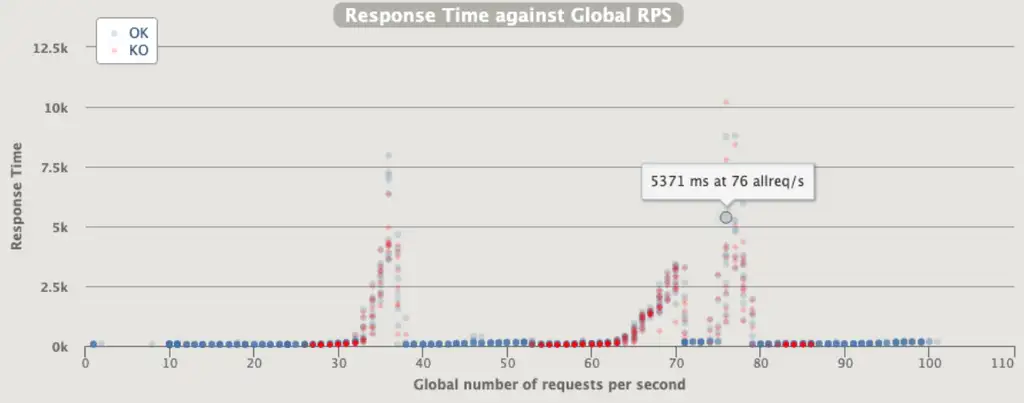 Response Time against Global RPS
OK
KO
12.5k
10k
7.5k
5k
2.5k
0k
Response Time
5371 ms at 76 allreq/s
0 10 20 30 40 50 60 70 80 90 100 110
Global number of requests per second